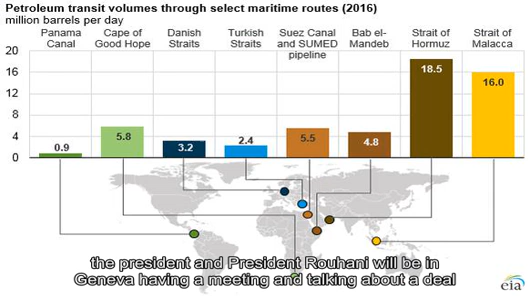 Petroleum transit volumes through select maritime routes (2016)
million barrels per day
Panama Canal
Cape of Good Hope
Danish Straits
Turkish Straits
Suez Canal and SUMED pipeline
Bab el-Mandeb
Strait of Hormuz
Strait of Malacca
20
16
12
8
4
0
0.9
5.8
3.2
2.4
5.5
4.8
18.5
16.0
the president and President Rouhani will be in
Geneva having a meeting and talking about a deal
eia